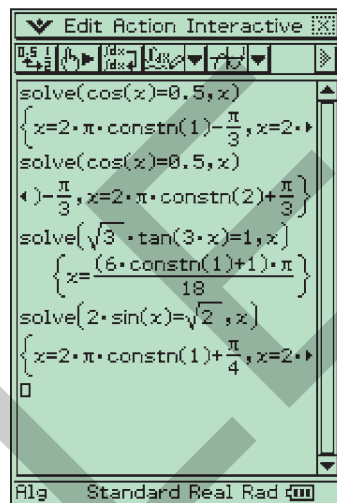 Edit Action Interactive
solve(cos(x)=0.5,x)
{x=2·π·constn(1)-π/3,x=2·
solve(cos(x)=0.5,x)
)-π/3,x=2·π·constn(2)+π/3}
solve(√3·tan(3·x)=1,x)
{x=(6·constn(1)+1)·π/18}
solve(2·sin(x)=√2,x)
{x=2·π·constn(1)+π/4,x=2·
Alg Standard Real Rad